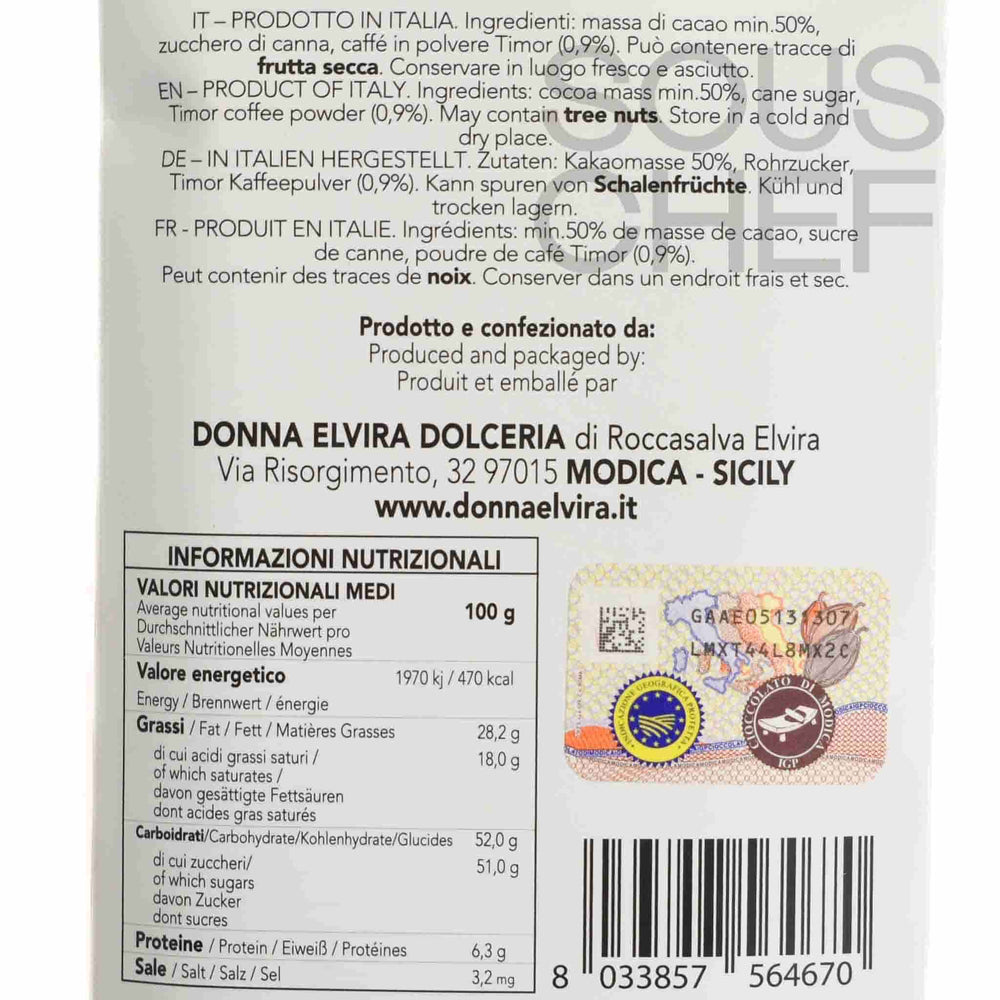 IT – PRODOTTO IN ITALIA. Ingredienti: massa di cacao min.50%,
zucchero di canna, caffé in polvere Timor (0,9%). Può contenere tracce di
frutta secca. Conservare in luogo fresco e asciutto.
EN – PRODUCT OF ITALY. Ingredients: cocoa mass min.50%, cane sugar,
Timor coffee powder (0,9%). May contain tree nuts. Store in a cold and
dry place.
DE – IN ITALIEN HERGESTELLT. Zutaten: Kakaomasse 50%, Rohrzucker,
Timor Kaffeepulver (0,9%). Kann spuren von Schalenfrüchte. Kühl und
trocken lagern.
FR - PRODUIT EN ITALIE. Ingrédients: min.50% de masse de cacao, sucre
de canne, poudre de café Timor (0,9%).
Peut contenir des traces de noix. Conserver dans un endroit frais et sec.
SOUS
CHEF
Prodotto e confezionato da:
Produced and packaged by:
Produit et emballé par
DONNA ELVIRA DOLCERIA di Roccasalva Elvira
Via Risorgimento, 32 97015 MODICA - SICILY
www.donnaelvira.it
INFORMAZIONI NUTRIZIONALI
VALORI NUTRIZIONALI MEDI
Average nutritional values per 100 g
Durchschnittlicher Nährwert pro
Valeurs Nutritionelles Moyennes
Valore energetico 1970 kj / 470 kcal
Energy / Brennwert / énergie
Grassi / Fat / Fett / Matières Grasses 28,2 g
di cui acidi grassi saturi / 18,0 g
of which saturates /
davon gesättigte Fettsäuren
dont acides gras saturés
Carboidrati/Carbohydrate/Kohlenhydrate/Glucides 52,0 g
di cui zuccheri/ 51,0 g
of which sugars
davon Zucker
dont sucres
Proteine / Protein / Eiweiß / Protéines 6,3 g
Sale / Salt / Salz / Sel 3,2 mg
GAAE05131307
LMXT44L8MX2C
INDICAZIONE GEOGRAFICA PROTETTA
CIOCCOLATO DI MODICA
IGP
8 033857 564670